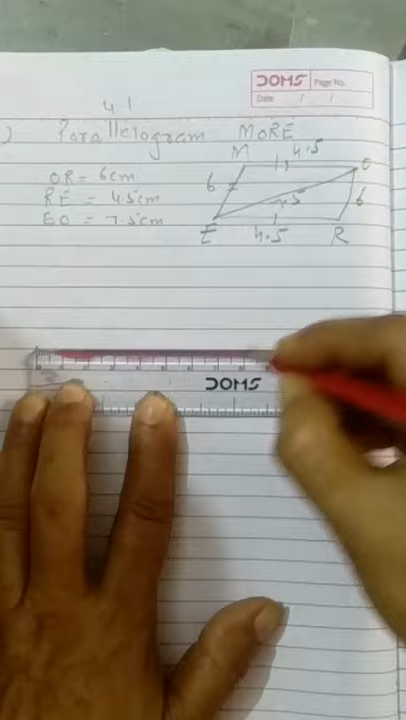 DOMS Page No.
Date / /
4.1
) Parallelogram MORE
OR = 6cm
RE = 4.5cm
EO = 7.5cm
M 4.5 O
6 7.5 6
E 4.5 R
DOMS